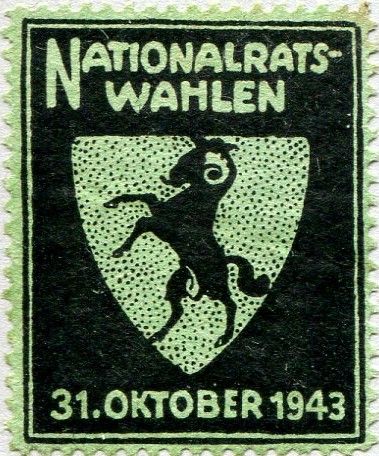 NATIONALRATS-
WAHLEN
31. OKTOBER 1943